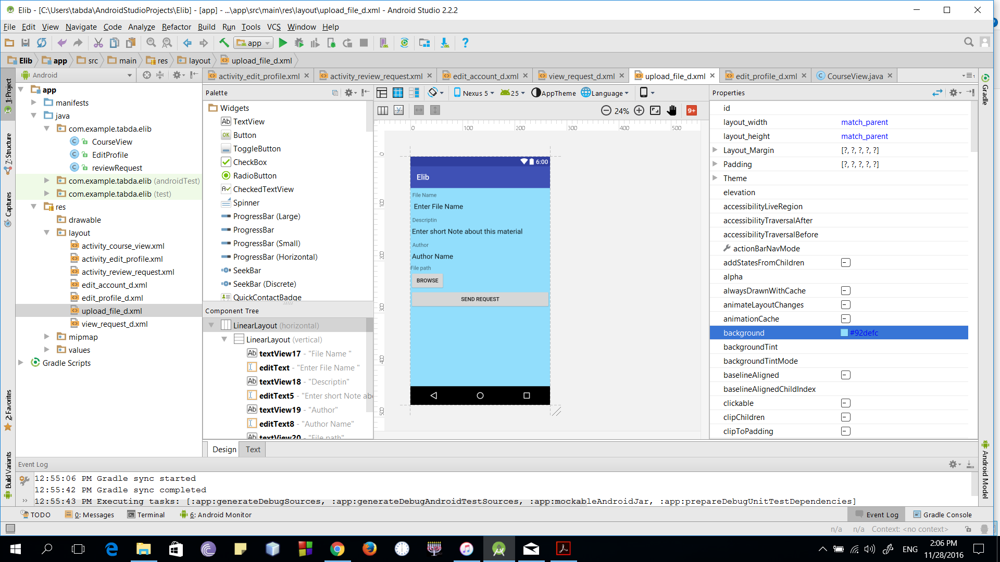 Elib - [C:\Users\tabda\AndroidStudioProjects\Elib] - [app] - ...\app\src\main\res\layout\upload_file_d.xml - Android Studio 2.2.2
File Edit View Navigate Code Analyze Refactor Build Run Tools VCS Window Help
app
Elib app src main res layout upload_file_d.xml
Android
activity_edit_profile.xml activity_review_request.xml edit_account_d.xml view_request_d.xml upload_file_d.xml edit_profile_d.xml CourseView.java
1: Project
7: Structure
Captures
2: Favorites
Build Variants
app
manifests
java
com.example.tabda.elib
CourseView
EditProfile
reviewRequest
com.example.tabda.elib (androidTest)
com.example.tabda.elib (test)
res
drawable
layout
activity_course_view.xml
activity_edit_profile.xml
activity_review_request.xml
edit_account_d.xml
edit_profile_d.xml
upload_file_d.xml
view_request_d.xml
mipmap
values
Gradle Scripts
Palette
Widgets
TextView
Button
ToggleButton
CheckBox
RadioButton
CheckedTextView
Spinner
ProgressBar (Large)
ProgressBar
ProgressBar (Small)
ProgressBar (Horizontal)
SeekBar
SeekBar (Discrete)
QuickContactBadge
Component Tree
LinearLayout (horizontal)
LinearLayout (vertical)
textView17 - "File Name "
editText - "Enter File Name "
textView18 - "Descriptin"
editText5 - "Enter short Note abo
textView19 - "Author"
editText8 - "Author Name"
textView20 - "File path"
Nexus 5 25 AppTheme Language
24% 9+
0 100 200 300 400 500
0
100
200
300
400
500
6:00
Elib
File Name
Enter File Name
Descriptin
Enter short Note about this material
Author
Author Name
File path
BROWSE
SEND REQUEST
Properties
id
layout_width match_parent
layout_height match_parent
Layout_Margin [?, ?, ?, ?, ?]
Padding [?, ?, ?, ?, ?]
Theme
elevation
accessibilityLiveRegion
accessibilityTraversalAfter
accessibilityTraversalBefore
actionBarNavMode
addStatesFromChildren
alpha
alwaysDrawnWithCache
animateLayoutChanges
animationCache
background #92defc
backgroundTint
backgroundTintMode
baselineAligned
baselineAlignedChildIndex
clickable
clipChildren
clipToPadding
Gradle
Android Model
Design Text
Event Log
12:55:06 PM Gradle sync started
12:55:42 PM Gradle sync completed
12:55:43 PM Executing tasks: [:app:generateDebugSources, :app:generateDebugAndroidTestSources, :app:mockableAndroidJar, :app:prepareDebugUnitTestDependencies]
TODO 0: Messages Terminal 6: Android Monitor Event Log Gradle Console
n/a n/a Context: <no context>
ENG 2:06 PM
11/28/2016